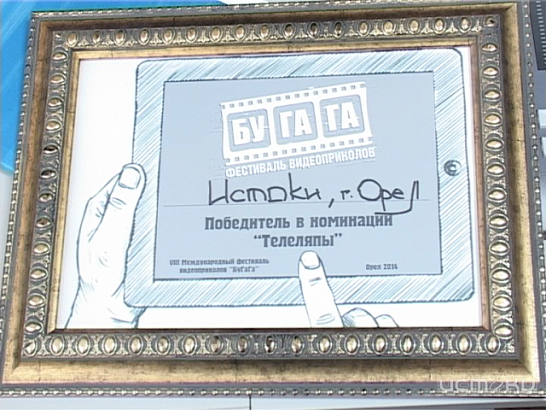 БУ ГА ГА
ФЕСТИВАЛЬ ВИДЕОПРИКОЛОВ
Истоки, г. Орел
Победитель в номинации
"Телеляпы"
VIII Международный фестиваль
видеоприколов "БуГаГа"
Орел 2014